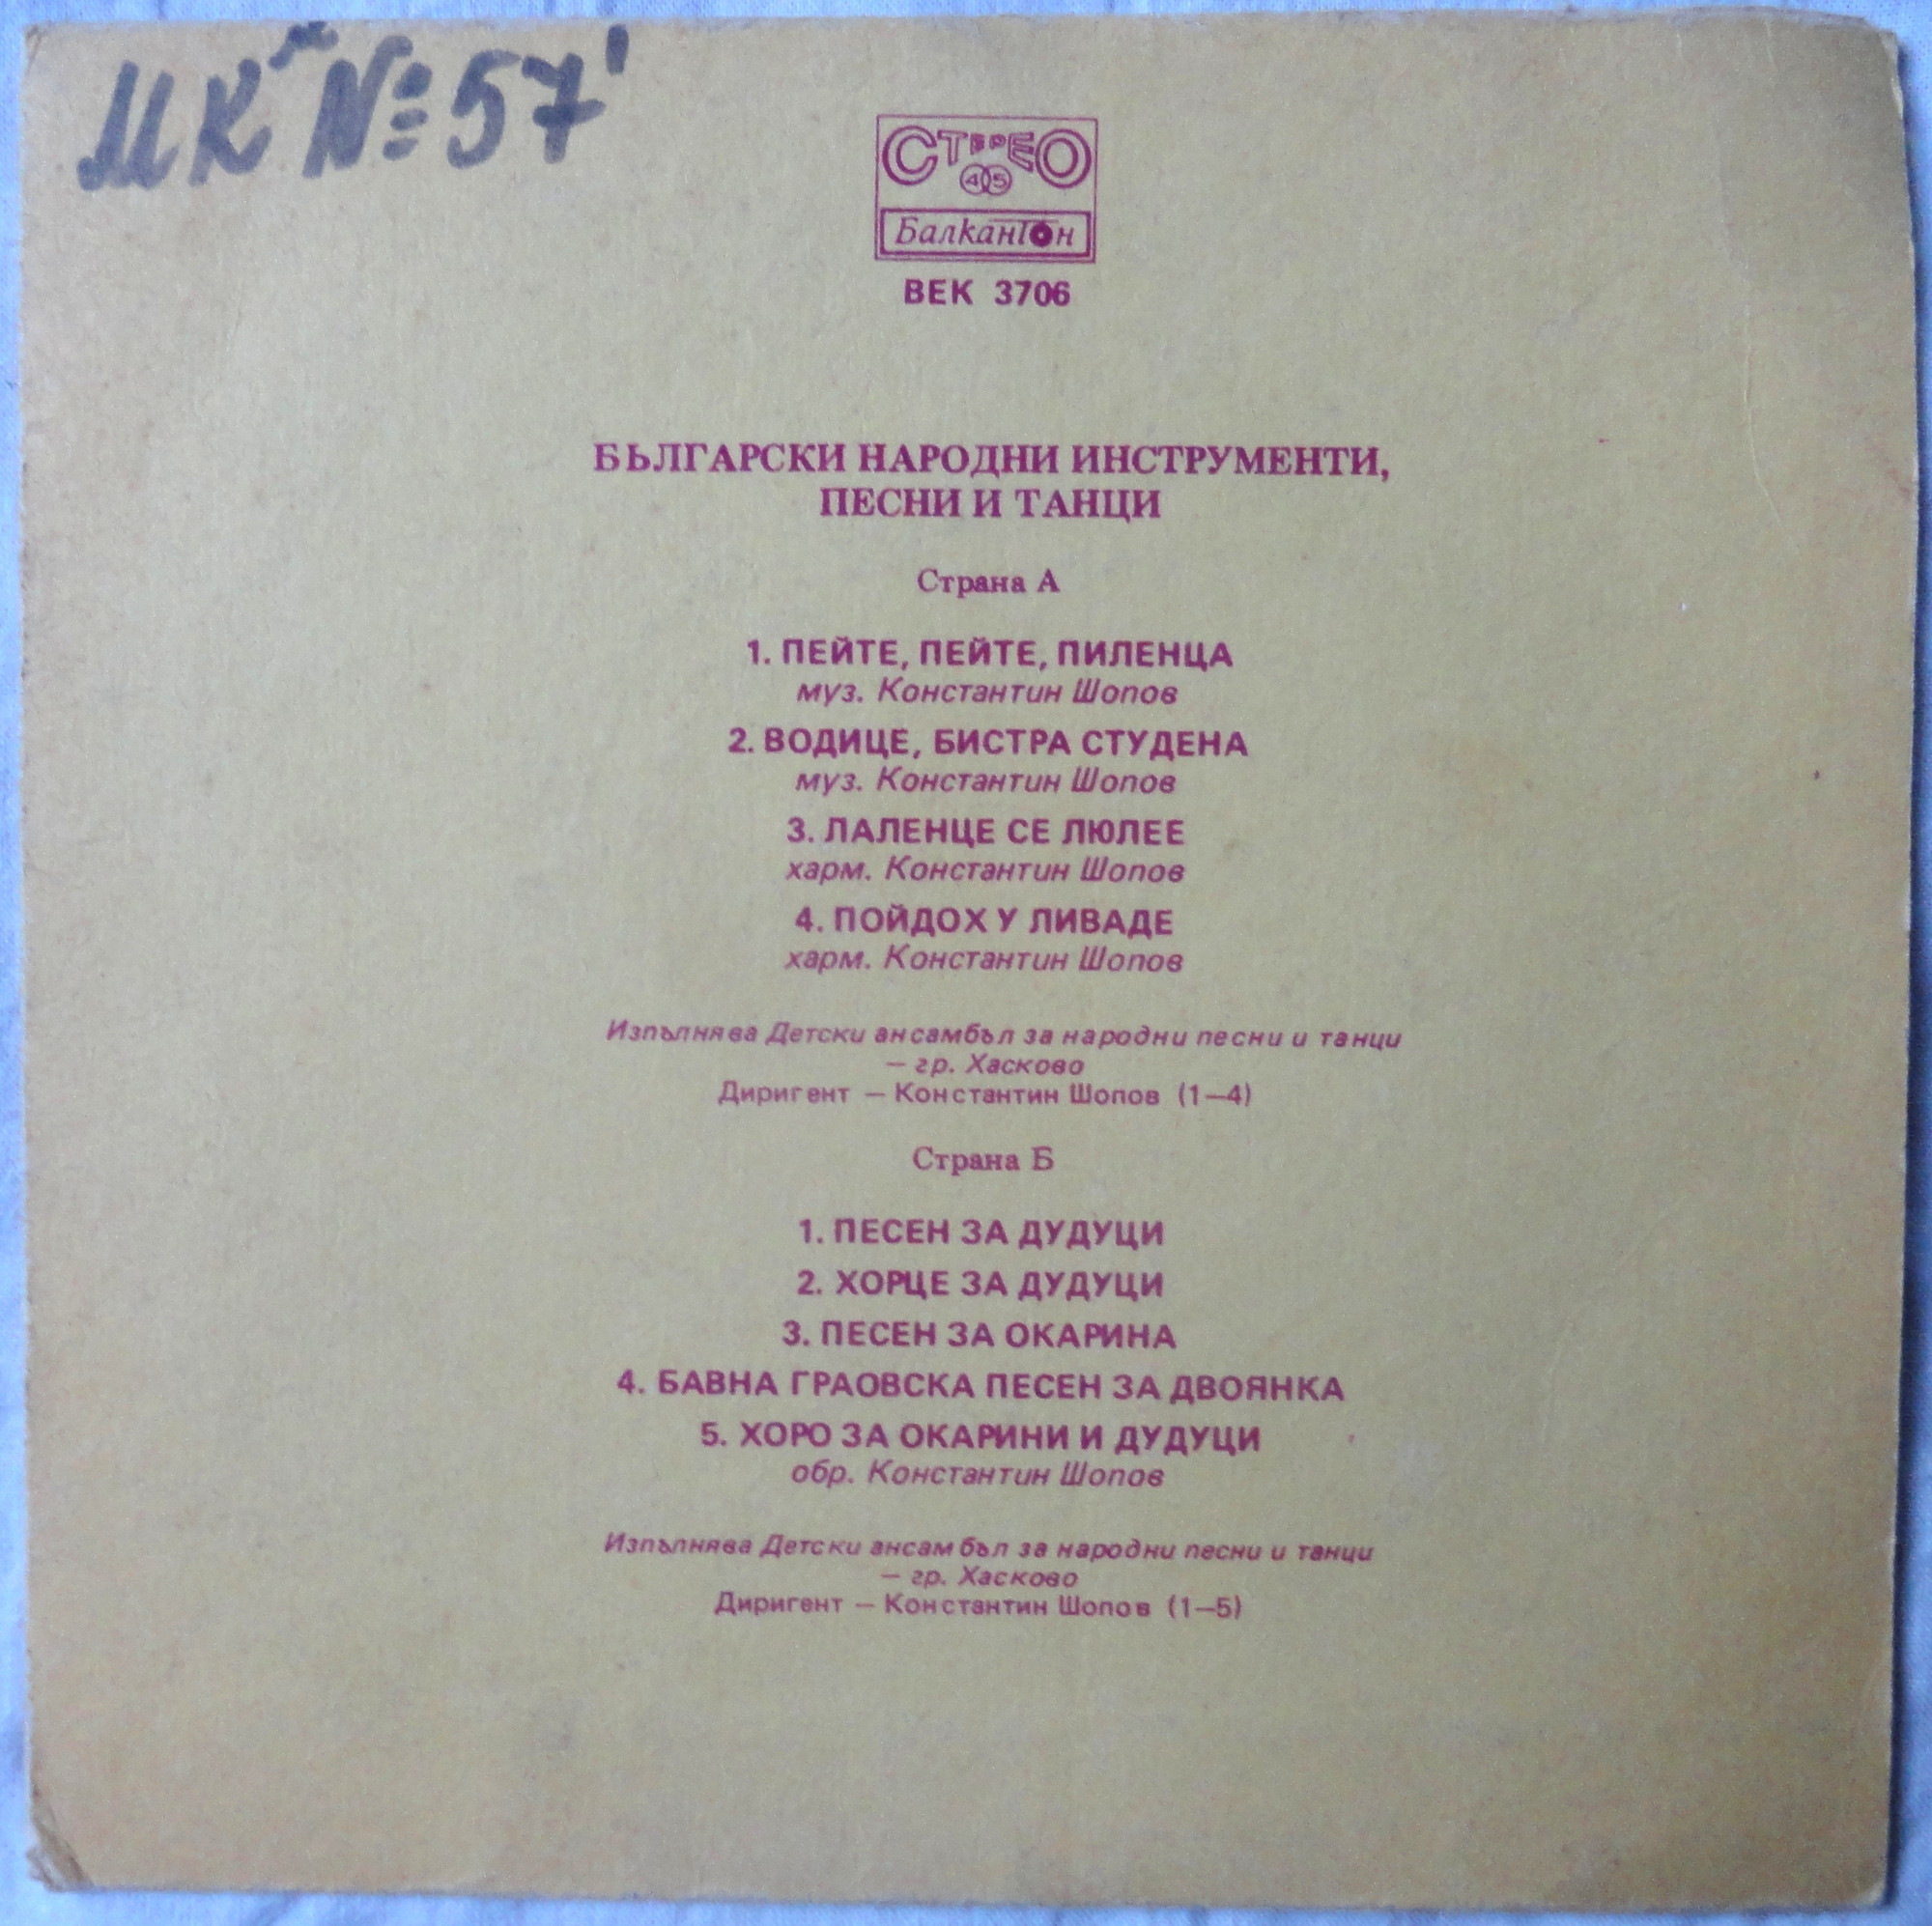 МК №57
СТЕРЕО
45
Балкантон
ВЕК 3706
БЪЛГАРСКИ НАРОДНИ ИНСТРУМЕНТИ,
ПЕСНИ И ТАНЦИ
Страна А
1. ПЕЙТЕ, ПЕЙТЕ, ПИЛЕНЦА
муз. Константин Шопов
2. ВОДИЦЕ, БИСТРА СТУДЕНА
муз. Константин Шопов
3. ЛАЛЕНЦЕ СЕ ЛЮЛЕЕ
харм. Константин Шопов
4. ПОЙДОХ У ЛИВАДЕ
харм. Константин Шопов
Изпълнява Детски ансамбъл за народни песни и танци
– гр. Хасково
Диригент – Константин Шопов (1–4)
Страна Б
1. ПЕСЕН ЗА ДУДУЦИ
2. ХОРЦЕ ЗА ДУДУЦИ
3. ПЕСЕН ЗА ОКАРИНА
4. БАВНА ГРАОВСКА ПЕСЕН ЗА ДВОЯНКА
5. ХОРО ЗА ОКАРИНИ И ДУДУЦИ
обр. Константин Шопов
Изпълнява Детски ансамбъл за народни песни и танци
– гр. Хасково
Диригент – Константин Шопов (1–5)